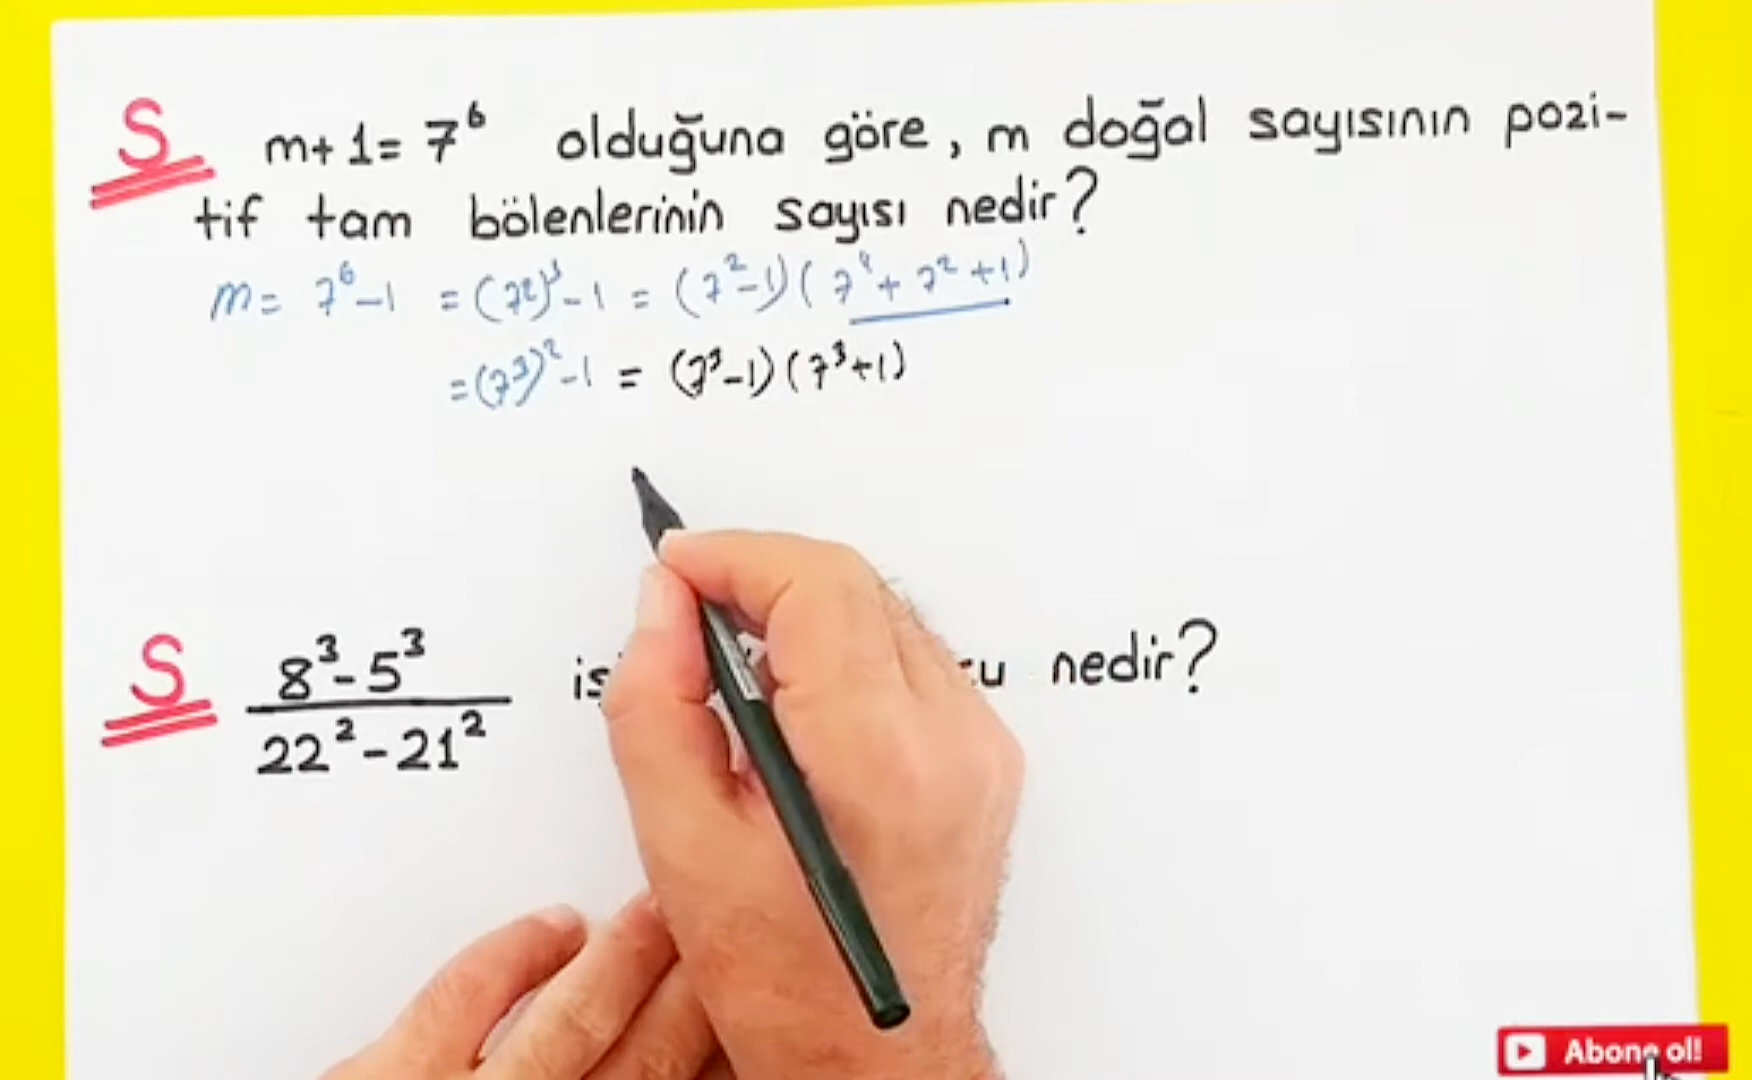 S m+1=7⁶ olduğuna göre, m doğal sayısının pozi-
tif tam bölenlerinin sayısı nedir?
m = 7⁶-1 = (7²)³-1 = (7²-1)(7⁴+7²+1)
= (7³)²-1 = (7³-1)(7³+1)
S 8³-5³
22²-21²
nedir?
Abone ol!